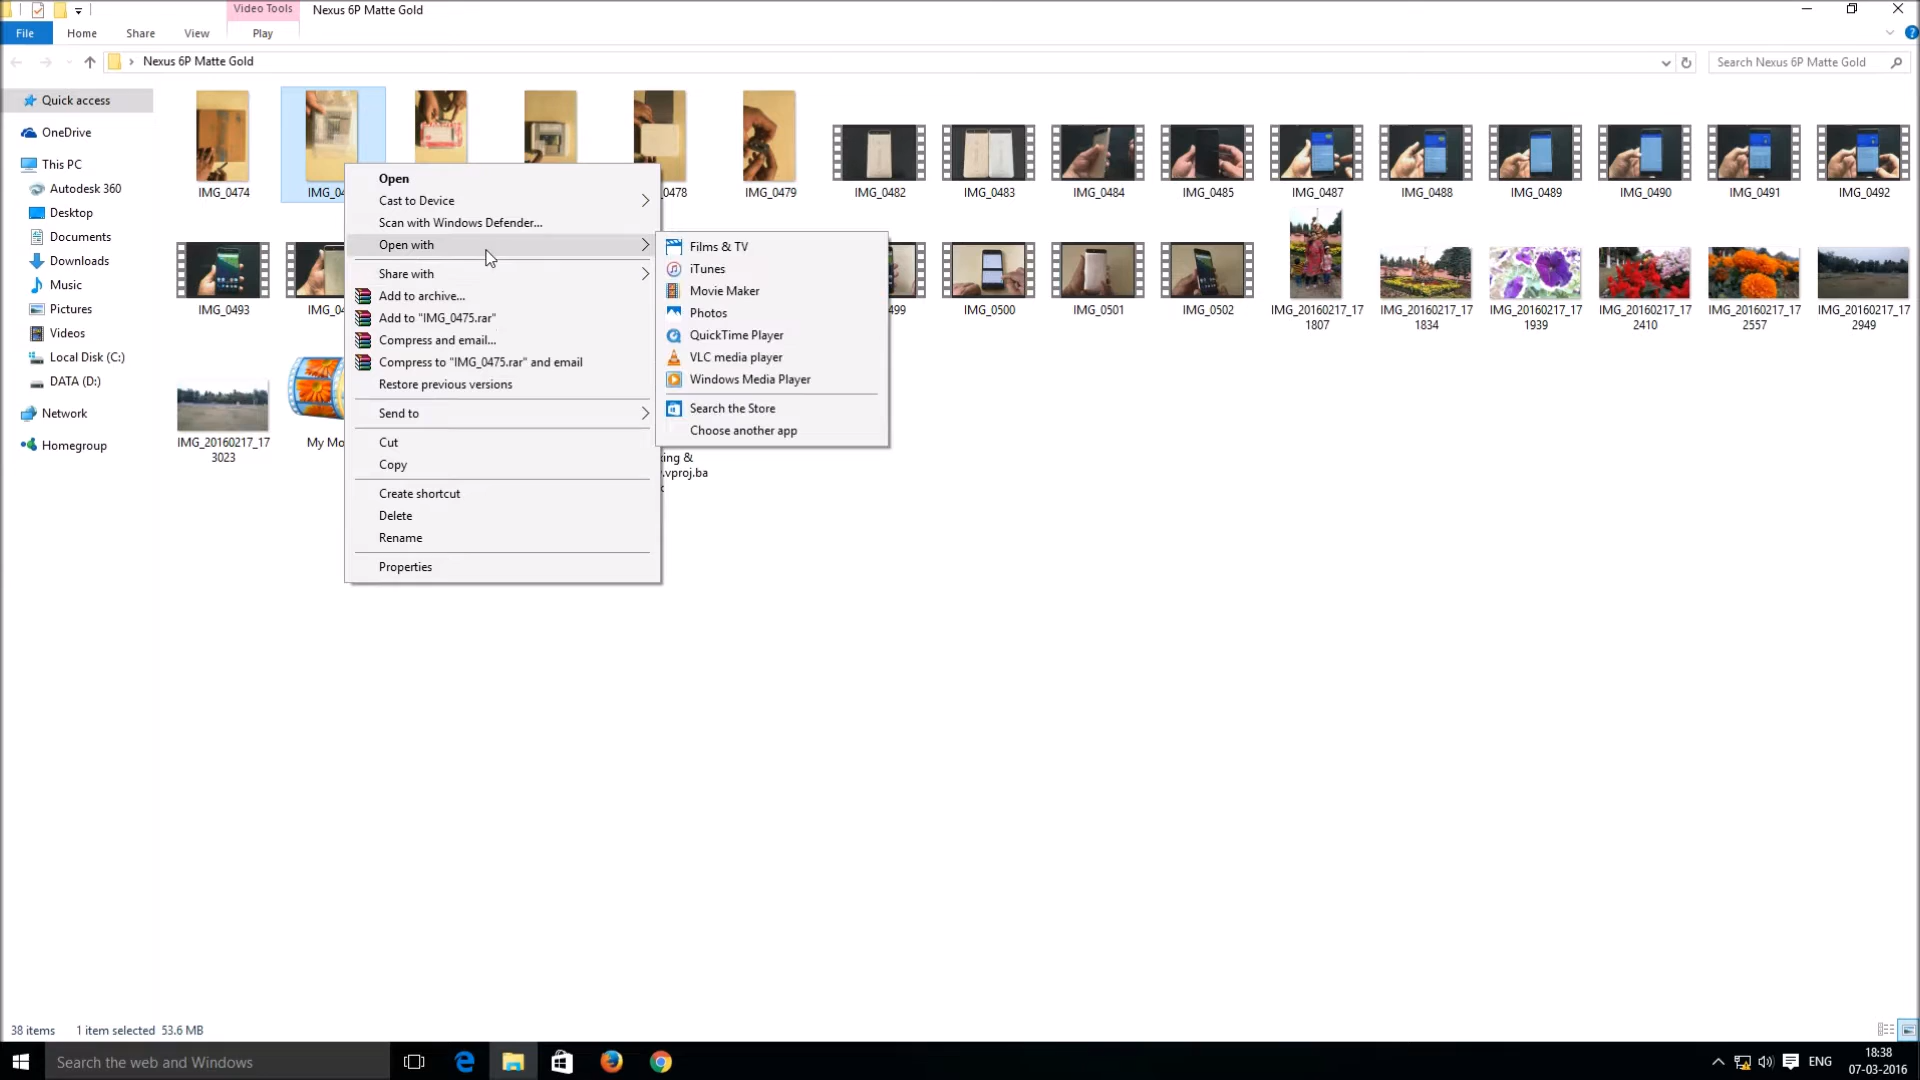 Video Tools
Nexus 6P Matte Gold
File
Home
Share
View
Play
Nexus 6P Matte Gold
Search Nexus 6P Matte Gold
Quick access
OneDrive
This PC
Autodesk 360
Desktop
Documents
Downloads
Music
Pictures
Videos
Local Disk (C:)
DATA (D:)
Network
Homegroup
IMG_0474
IMG_04
0478
IMG_0479
IMG_0482
IMG_0483
IMG_0484
IMG_0485
IMG_0487
IMG_0488
IMG_0489
IMG_0490
IMG_0491
IMG_0492
IMG_0493
IMG_04
499
IMG_0500
IMG_0501
IMG_0502
IMG_20160217_17
1807
IMG_20160217_17
1834
IMG_20160217_17
1939
IMG_20160217_17
2410
IMG_20160217_17
2557
IMG_20160217_17
2949
IMG_20160217_17
3023
My Mo
ing &
.vproj.ba
Open
Cast to Device
Scan with Windows Defender...
Open with
Share with
Add to archive...
Add to "IMG_0475.rar"
Compress and email...
Compress to "IMG_0475.rar" and email
Restore previous versions
Send to
Cut
Copy
Create shortcut
Delete
Rename
Properties
Films & TV
iTunes
Movie Maker
Photos
QuickTime Player
VLC media player
Windows Media Player
Search the Store
Choose another app
38 items
1 item selected 53.6 MB
Search the web and Windows
ENG
18:38
07-03-2016